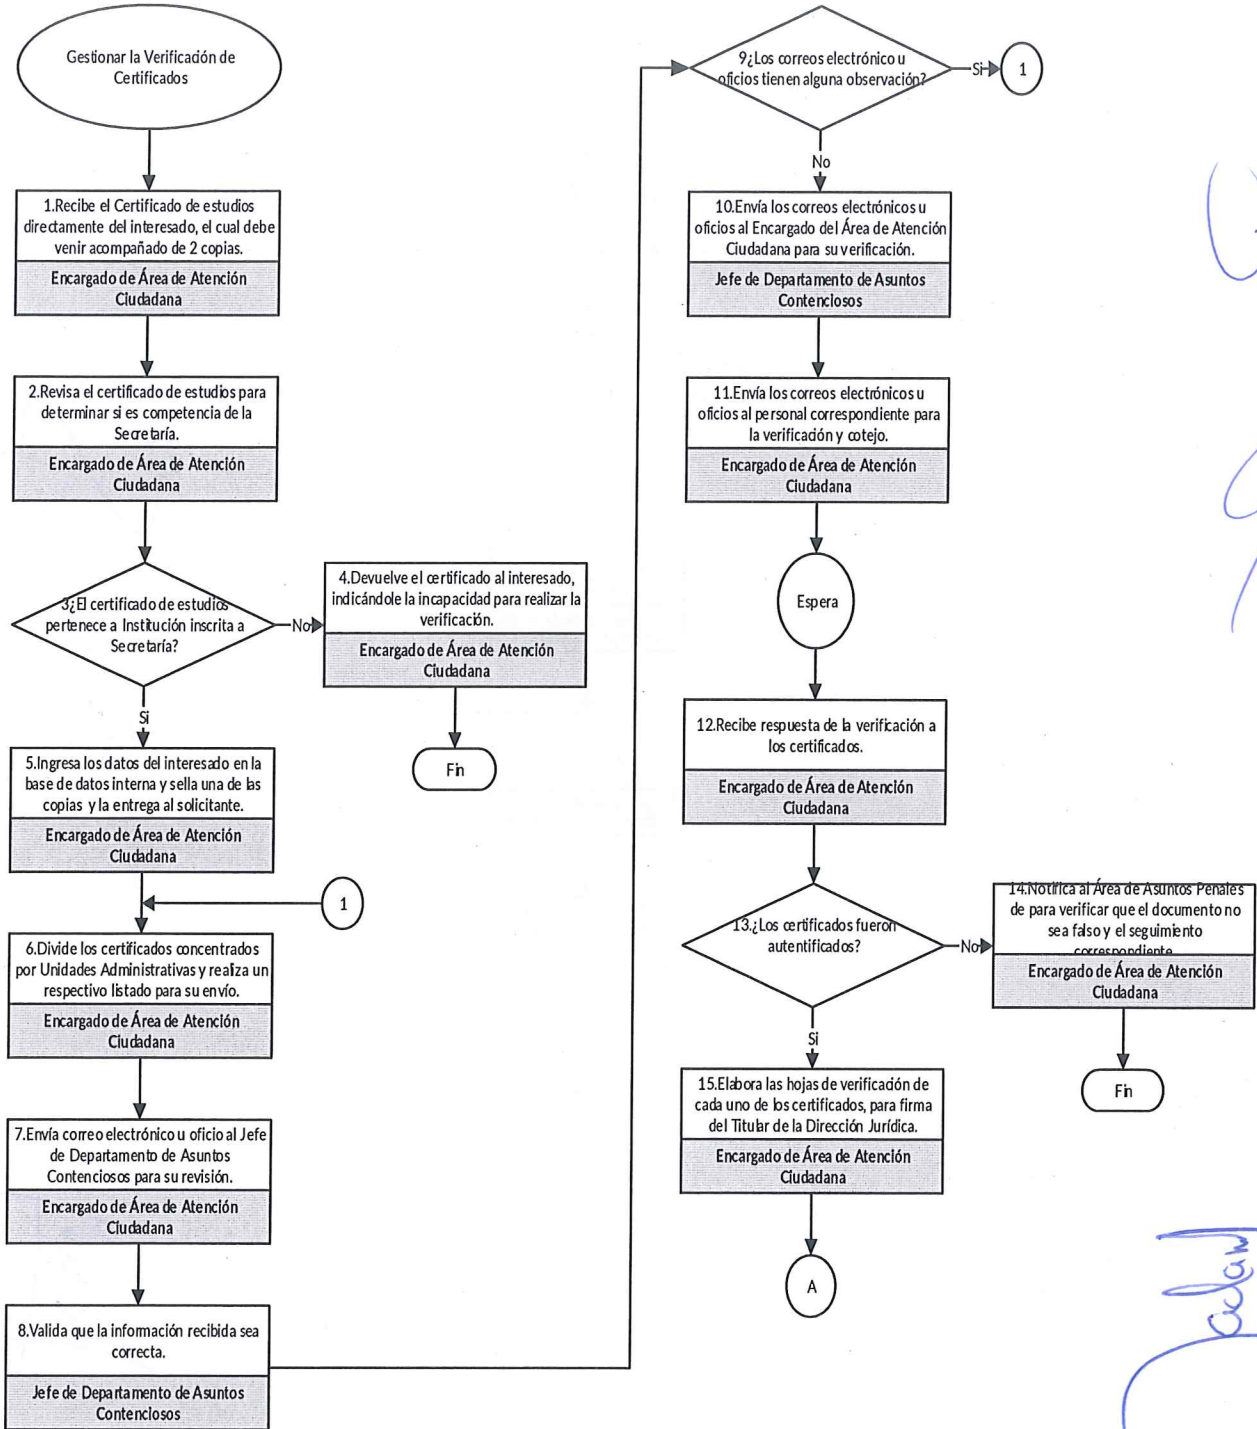 Gestionar la Verificación de
Certificados
1.Recibe el Certificado de estudios
directamente del interesado, el cual debe
venir acompañado de 2 copias.
Encargado de Área de Atención
Ciudadana
2.Revisa el certificado de estudios para
determinar si es competencia de la
Secretaría.
Encargado de Área de Atención
Ciudadana
3¿El certificado de estudios
pertenece a Institución inscrita a
Secretaría?
No
4.Devuelve el certificado al interesado,
indicándole la incapacidad para realizar la
verificación.
Encargado de Área de Atención
Ciudadana
Fin
Si
5.Ingresa los datos del interesado en la
base de datos interna y sella una de las
copias y la entrega al solicitante.
Encargado de Área de Atención
Ciudadana
1
6.Divide los certificados concentrados
por Unidades Administrativas y realiza un
respectivo listado para su envío.
Encargado de Área de Atención
Ciudadana
7.Envía correo electrónico u oficio al Jefe
de Departamento de Asuntos
Contenciosos para su revisión.
Encargado de Área de Atención
Ciudadana
8.Valida que la información recibida sea
correcta.
Jefe de Departamento de Asuntos
Contenciosos
9¿Los correos electrónico u
oficios tienen alguna observación?
Si
1
No
10.Envía los correos electrónicos u
oficios al Encargado del Área de Atención
Ciudadana para su verificación.
Jefe de Departamento de Asuntos
Contenciosos
11.Envía los correos electrónicos u
oficios al personal correspondiente para
la verificación y cotejo.
Encargado de Área de Atención
Ciudadana
Espera
12.Recibe respuesta de la verificación a
los certificados.
Encargado de Área de Atención
Ciudadana
13.¿Los certificados fueron
autentificados?
No
14.Notifica al Área de Asuntos Penales
de para verificar que el documento no
sea falso y el seguimiento
correspondiente
Encargado de Área de Atención
Ciudadana
Fin
Si
15.Elabora las hojas de verificación de
cada uno de los certificados, para firma
del Titular de la Dirección Jurídica.
Encargado de Área de Atención
Ciudadana
A